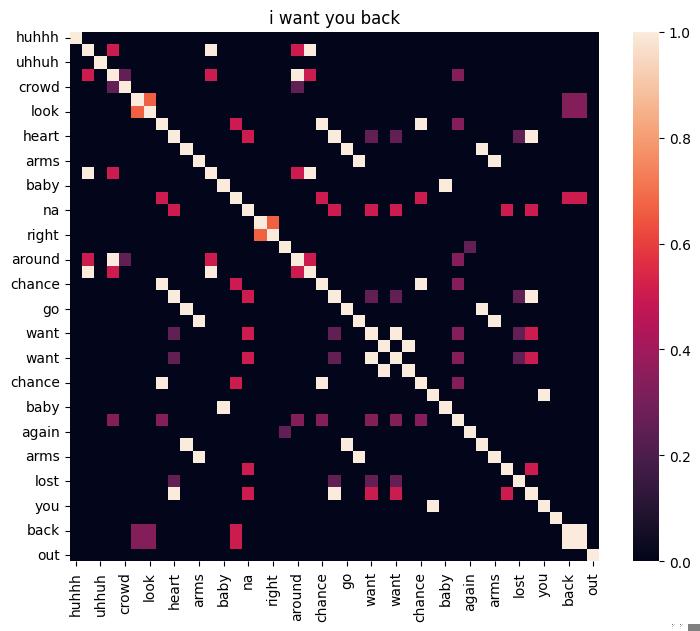 i want you back
huhhh
uhhuh
crowd
look
heart
arms
baby
na
right
around
chance
go
want
want
chance
baby
again
arms
lost
you
back
out
huhhh
uhhuh
crowd
look
heart
arms
baby
na
right
around
chance
go
want
want
chance
baby
again
arms
lost
you
back
out
1.0
0.8
0.6
0.4
0.2
0.0